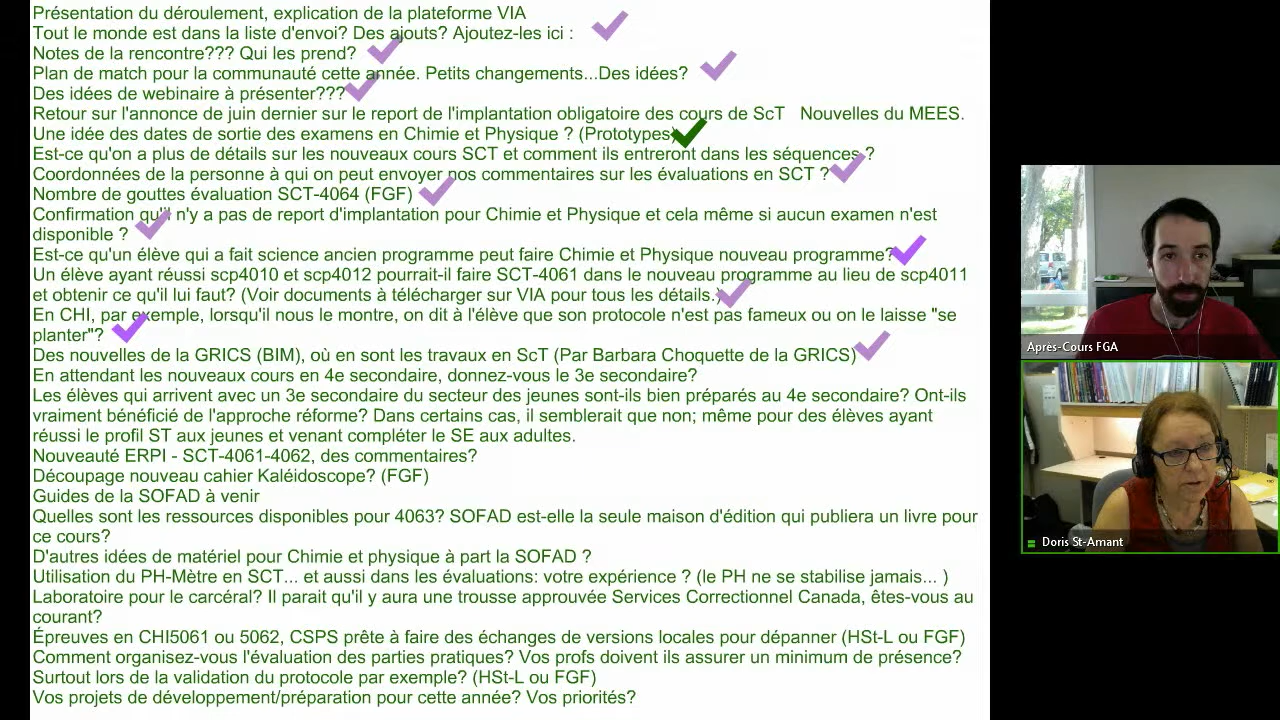 Présentation du déroulement, explication de la plateforme VIA
Tout le monde est dans la liste d'envoi? Des ajouts? Ajoutez-les ici :
Notes de la rencontre??? Qui les prend?
Plan de match pour la communauté cette année. Petits changements...Des idées?
Des idées de webinaire à présenter???
Retour sur l'annonce de juin dernier sur le report de l'implantation obligatoire des cours de ScT Nouvelles du MEES.
Une idée des dates de sortie des examens en Chimie et Physique ? (Prototypes)
Est-ce qu'on a plus de détails sur les nouveaux cours SCT et comment ils entreront dans les séquences ?
Coordonnées de la personne à qui on peut envoyer nos commentaires sur les évaluations en SCT ?
Nombre de gouttes évaluation SCT-4064 (FGF)
Confirmation qu'il n'y a pas de report d'implantation pour Chimie et Physique et cela même si aucun examen n'est
disponible ?
Est-ce qu'un élève qui a fait science ancien programme peut faire Chimie et Physique nouveau programme?
Un élève ayant réussi scp4010 et scp4012 pourrait-il faire SCT-4061 dans le nouveau programme au lieu de scp4011
et obtenir ce qu'il lui faut? (Voir documents à télécharger sur VIA pour tous les détails.)
En CHI, par exemple, lorsqu'il nous le montre, on dit à l'élève que son protocole n'est pas fameux ou on le laisse "se
planter"?
Des nouvelles de la GRICS (BIM), où en sont les travaux en ScT (Par Barbara Choquette de la GRICS)
En attendant les nouveaux cours en 4e secondaire, donnez-vous le 3e secondaire?
Les élèves qui arrivent avec un 3e secondaire du secteur des jeunes sont-ils bien préparés au 4e secondaire? Ont-ils
vraiment bénéficié de l'approche réforme? Dans certains cas, il semblerait que non; même pour des élèves ayant
réussi le profil ST aux jeunes et venant compléter le SE aux adultes.
Nouveauté ERPI - SCT-4061-4062, des commentaires?
Découpage nouveau cahier Kaléidoscope? (FGF)
Guides de la SOFAD à venir
Quelles sont les ressources disponibles pour 4063? SOFAD est-elle la seule maison d'édition qui publiera un livre pour
ce cours?
D'autres idées de matériel pour Chimie et physique à part la SOFAD ?
Utilisation du PH-Mètre en SCT... et aussi dans les évaluations: votre expérience ? (le PH ne se stabilise jamais... )
Laboratoire pour le carcéral? Il parait qu'il y aura une trousse approuvée Services Correctionnel Canada, êtes-vous au
courant?
Épreuves en CHI5061 ou 5062, CSPS prête à faire des échanges de versions locales pour dépanner (HSt-L ou FGF)
Comment organisez-vous l'évaluation des parties pratiques? Vos profs doivent ils assurer un minimum de présence?
Surtout lors de la validation du protocole par exemple? (HSt-L ou FGF)
Vos projets de développement/préparation pour cette année? Vos priorités?
Après-Cours FGA
Doris St-Amant